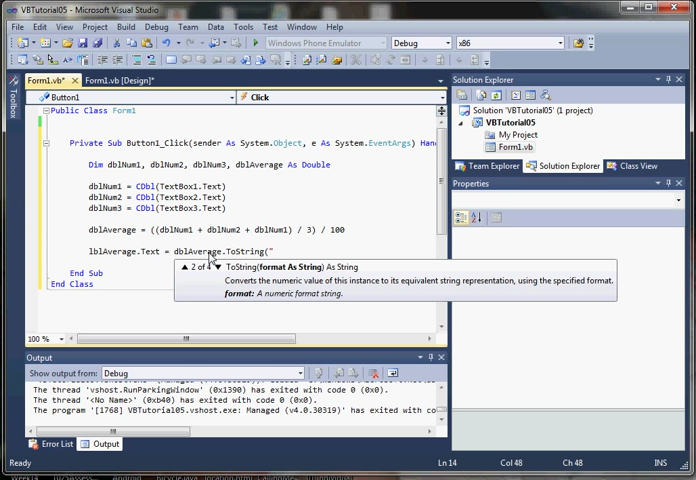 VBTutorial05 - Microsoft Visual Studio
File Edit View Project Build Debug Team Data Tools Test Window Help
Windows Phone Emulator Debug x86
Form1.vb* Form1.vb [Design]*
Toolbox
Button1 Click
Public Class Form1
Private Sub Button1_Click(sender As System.Object, e As System.EventArgs) Hand
Dim dblNum1, dblNum2, dblNum3, dblAverage As Double
dblNum1 = CDbl(TextBox1.Text)
dblNum2 = CDbl(TextBox2.Text)
dblNum3 = CDbl(TextBox3.Text)
dblAverage = ((dblNum1 + dblNum2 + dblNum1) / 3) / 100
lblAverage.Text = dblAverage.ToString("
2 of 4 ToString(format As String) As String
Converts the numeric value of this instance to its equivalent string representation, using the specified format.
format: A numeric format string.
End Sub
End Class
100 %
Output
Show output from: Debug
The thread 'vshost.RunParkingWindow' (0x1390) has exited with code 0 (0x0).
The thread '<No Name>' (0xb40) has exited with code 0 (0x0).
The program '[1768] VBTutorial05.vshost.exe: Managed (v4.0.30319)' has exited with cod
Error List Output
Solution Explorer
Solution 'VBTutorial05' (1 project)
VBTutorial05
My Project
Form1.vb
Team Explorer Solution Explorer Class View
Properties
Ready Ln 14 Col 48 Ch 48 INS